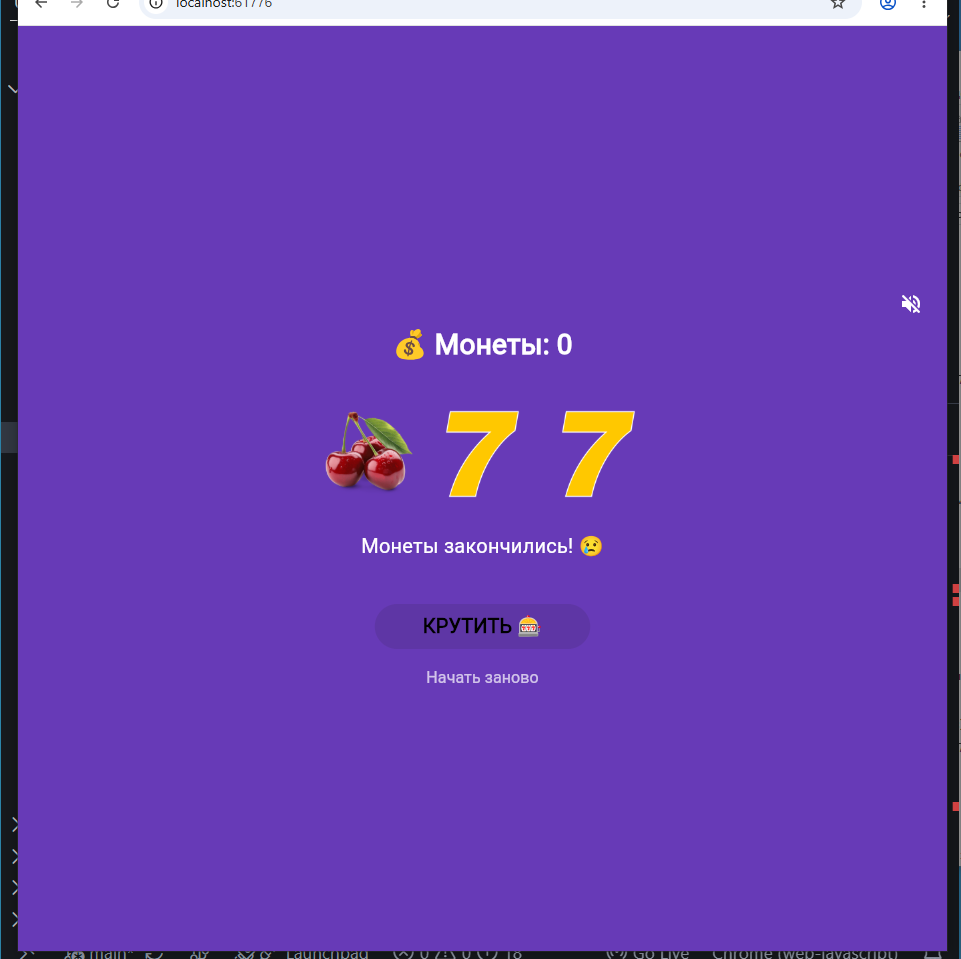 localhost:61776
💰 Монеты: 0
7 7
Монеты закончились! 😢
КРУТИТЬ 🎰
Начать заново
main*
Launchpad
Go Live
Chrome (web-javascript)